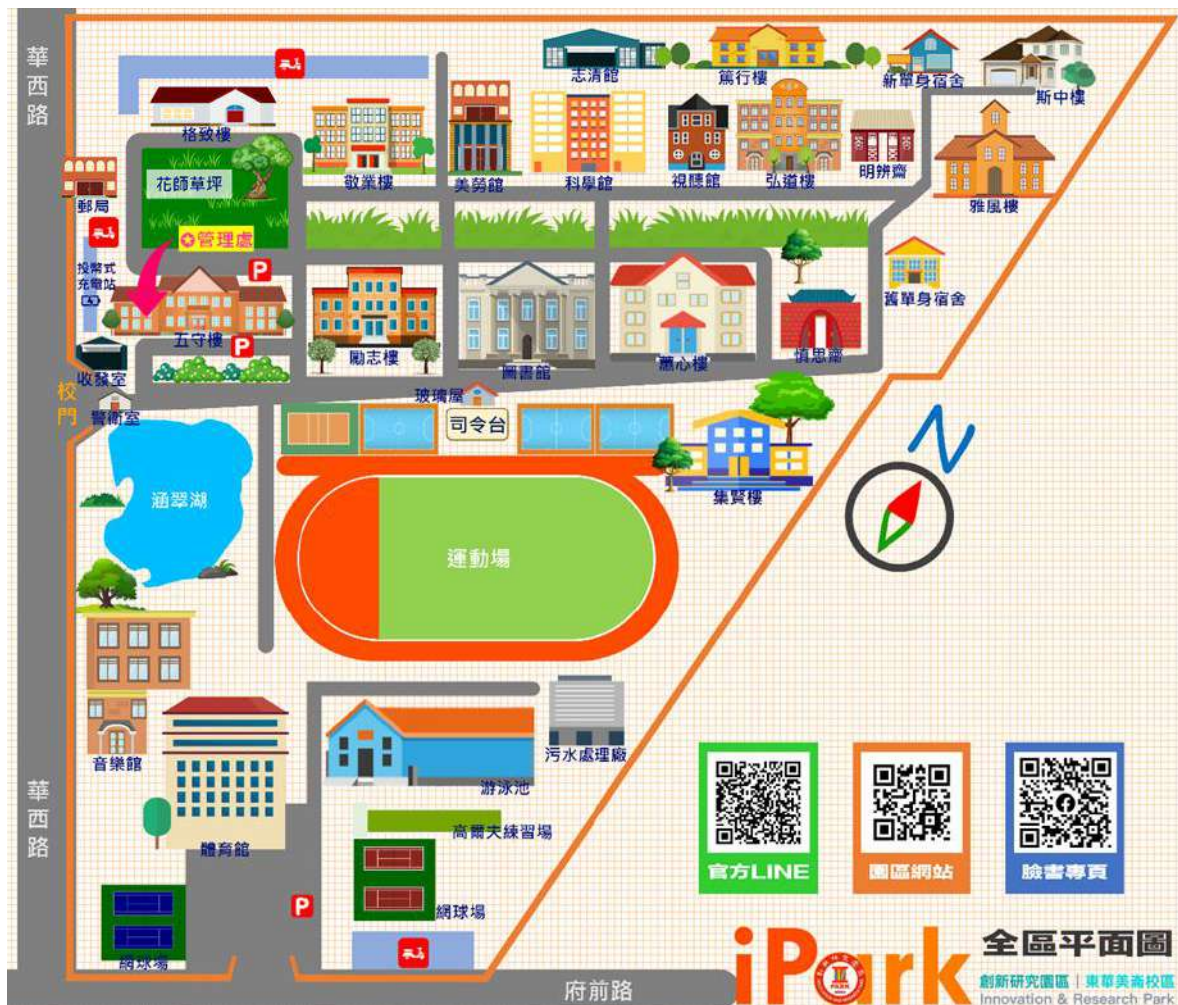 華西路
志清館
篤行樓
新單身宿舍
斯中樓
格致樓
敬業樓
美勞館
科學館
視聽館
弘道樓
明辨齋
雅風樓
郵局
花師草坪
✪管理處
投幣式
充電站
P
五守樓
P
勵志樓
圖書館
蕙心樓
慎思齋
舊單身宿舍
收發室
校門
警衛室
玻璃屋
司令台
集賢樓
N
涵翠湖
運動場
音樂館
華西路
體育館
游泳池
污水處理廠
高爾夫練習場
網球場
P
網球場
府前路
官方LINE
園區網站
臉書專頁
iPark
全區平面圖
創新研究園區｜東華美崙校區
Innovation & Research Park